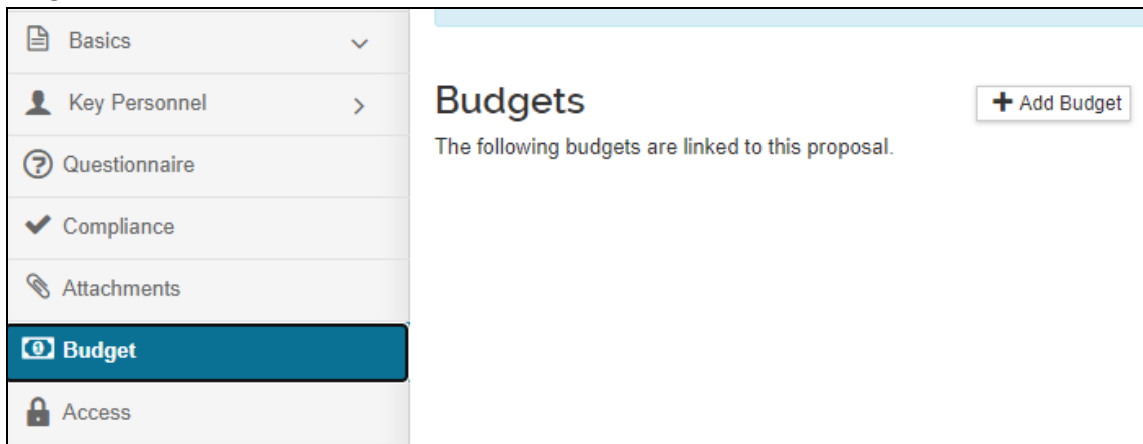 Basics
Key Personnel
Questionnaire
Compliance
Attachments
Budget
Access
Budgets
Add Budget
The following budgets are linked to this proposal.